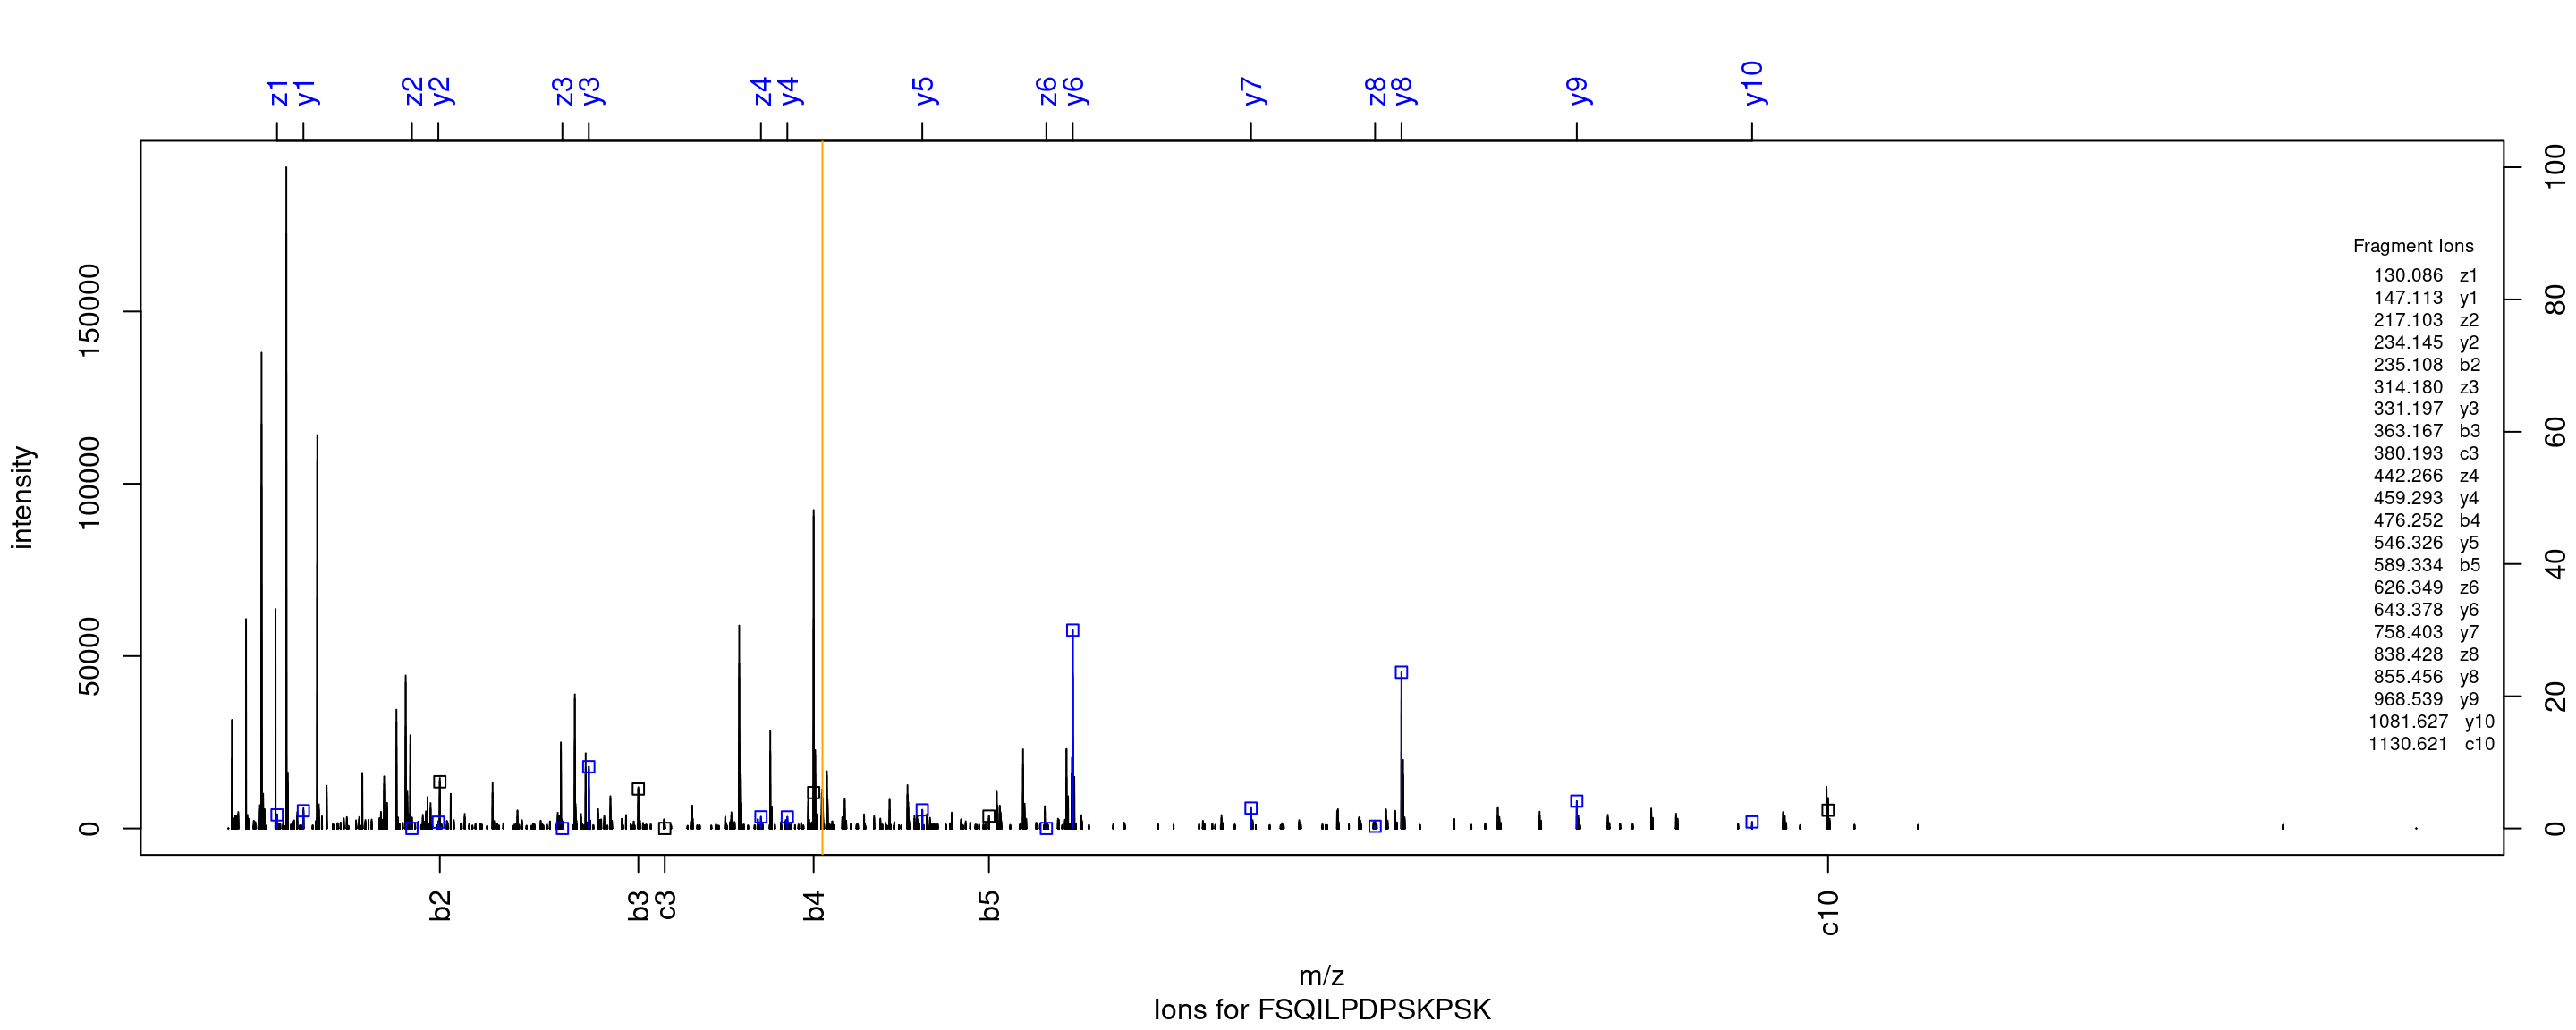 z1 y1 z2 y2 z3 y3 z4 y4 y5 z6 y6 y7 z8 y8 y9 y10
intensity
0 50000 100000 150000
0 20 40 60 80 100
Fragment Ions
130.086 z1
147.113 y1
217.103 z2
234.145 y2
235.108 b2
314.180 z3
331.197 y3
363.167 b3
380.193 c3
442.266 z4
459.293 y4
476.252 b4
546.326 y5
589.334 b5
626.349 z6
643.378 y6
758.403 y7
838.428 z8
855.456 y8
968.539 y9
1081.627 y10
1130.621 c10
b2 b3 c3 b4 b5 c10
m/z
Ions for FSQILPDPSKPSK